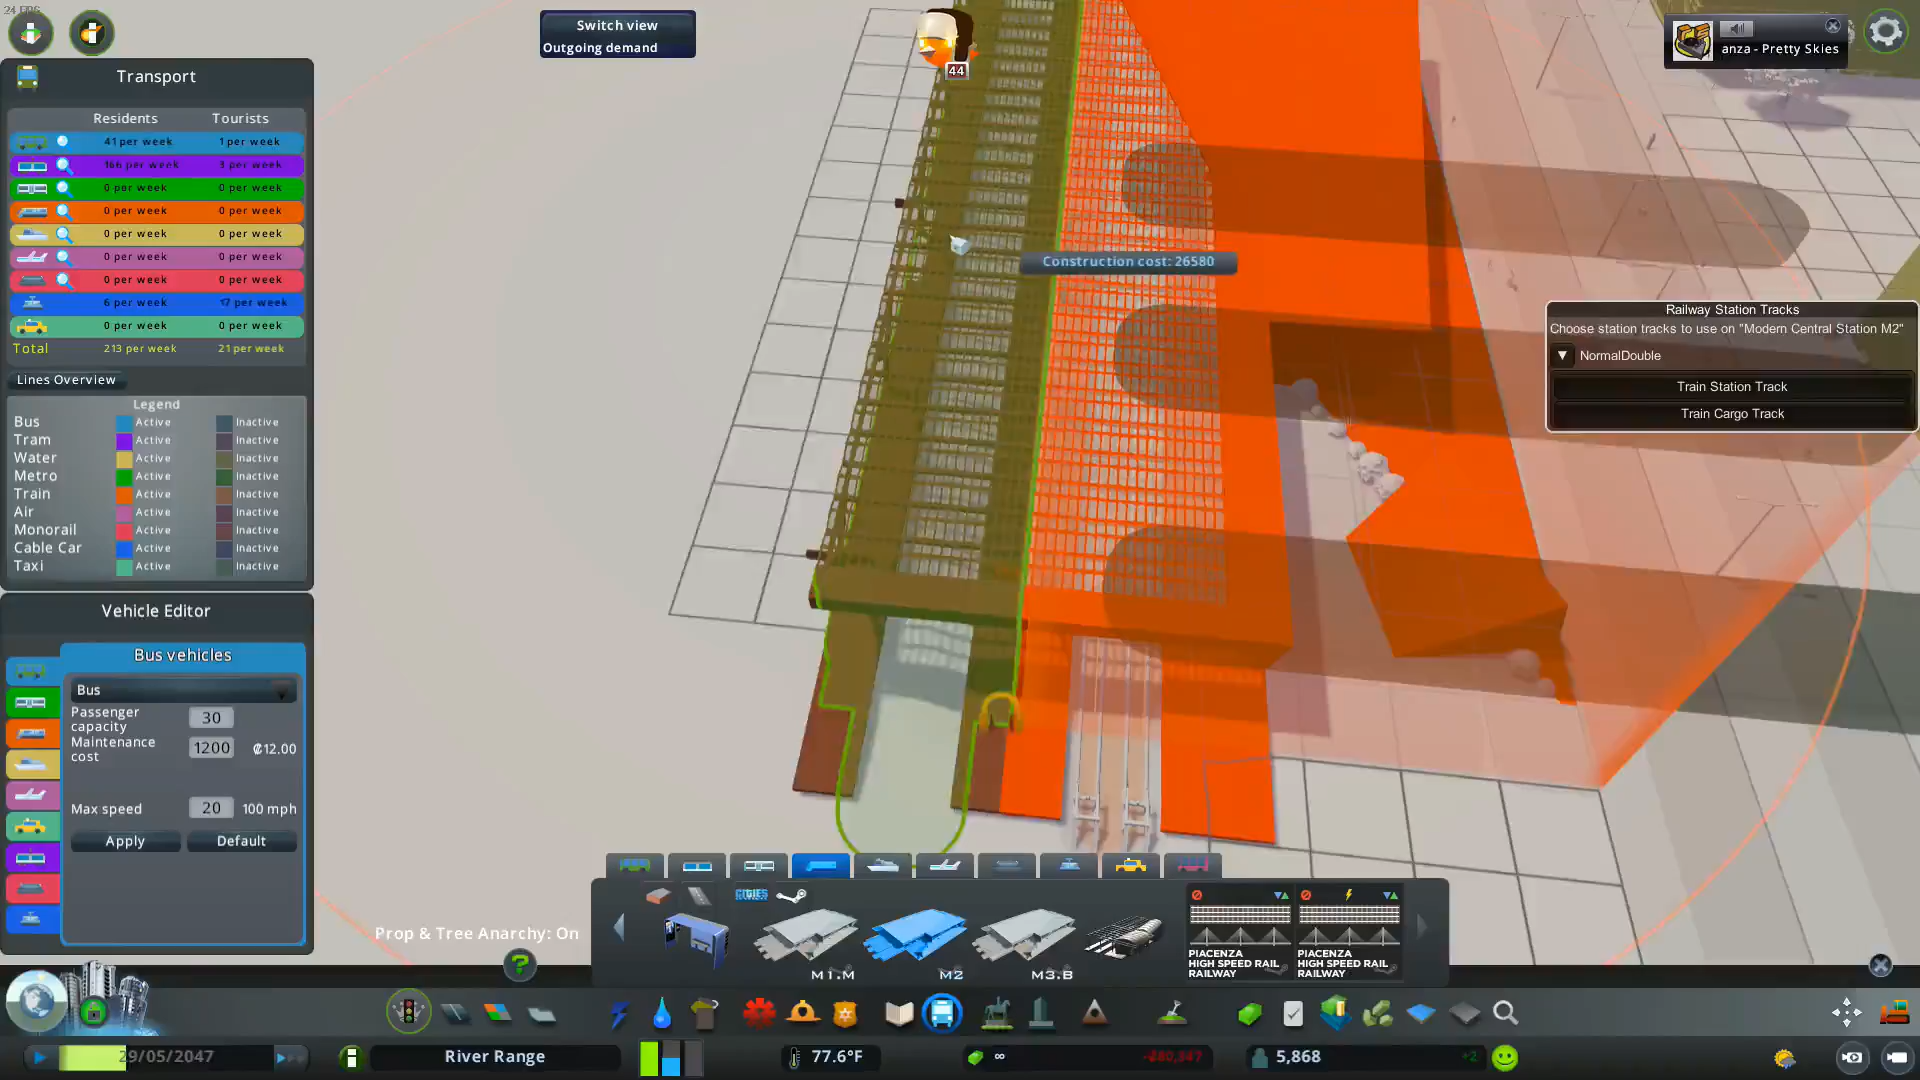 24 FPS
Switch view
Outgoing demand
anza - Pretty Skies
Transport
Residents Tourists
41 per week 1 per week
166 per week 3 per week
0 per week 0 per week
0 per week 0 per week
0 per week 0 per week
0 per week 0 per week
0 per week 0 per week
6 per week 17 per week
0 per week 0 per week
Total 213 per week 21 per week
Lines Overview
Legend
Bus Active Inactive
Tram Active Inactive
Water Active Inactive
Metro Active Inactive
Train Active Inactive
Air Active Inactive
Monorail Active Inactive
Cable Car Active Inactive
Taxi Active Inactive
44
Construction cost: 26580
Railway Station Tracks
Choose station tracks to use on "Modern Central Station M2"
▼ NormalDouble
Train Station Track
Train Cargo Track
Vehicle Editor
Bus vehicles
Bus
Passenger capacity 30
Maintenance cost 1200 ₡12.00
Max speed 20 100 mph
Apply Default
Prop & Tree Anarchy: On
?
CITIES
M1.M M2 M3.B
PIACENZA
HIGH SPEED RAIL
RAILWAY
PIACENZA
HIGH SPEED RAIL
RAILWAY
29/05/2047
River Range
77.6°F
∞
5,868 +2